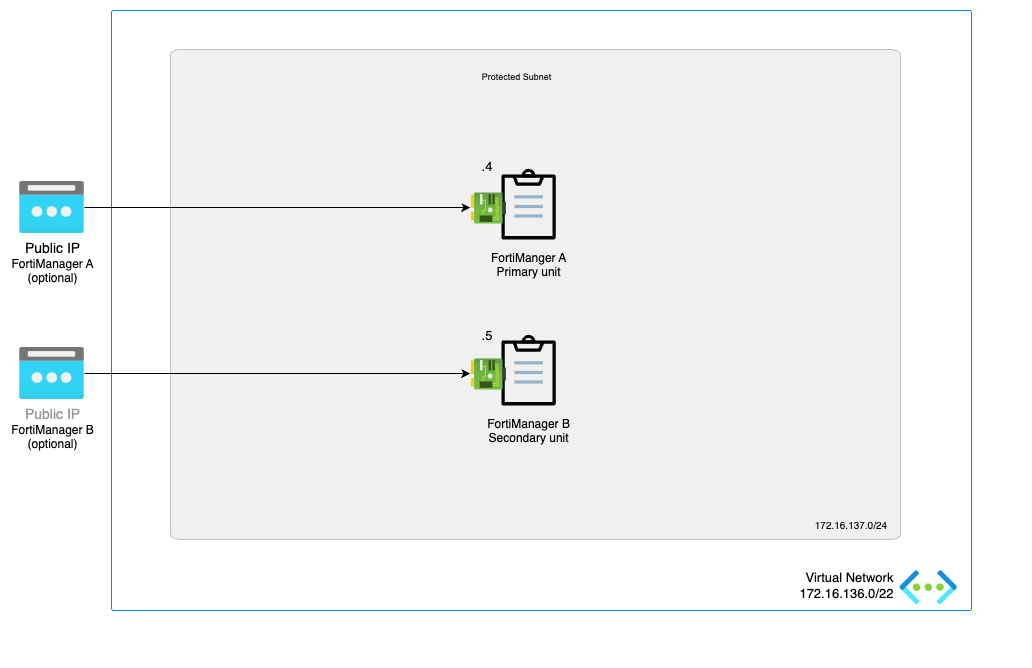 Protected Subnet
.4
Public IP
FortiManager A
(optional)
FortiManger A
Primary unit
.5
Public IP
FortiManager B
(optional)
FortiManager B
Secondary unit
172.16.137.0/24
Virtual Network
172.16.136.0/22